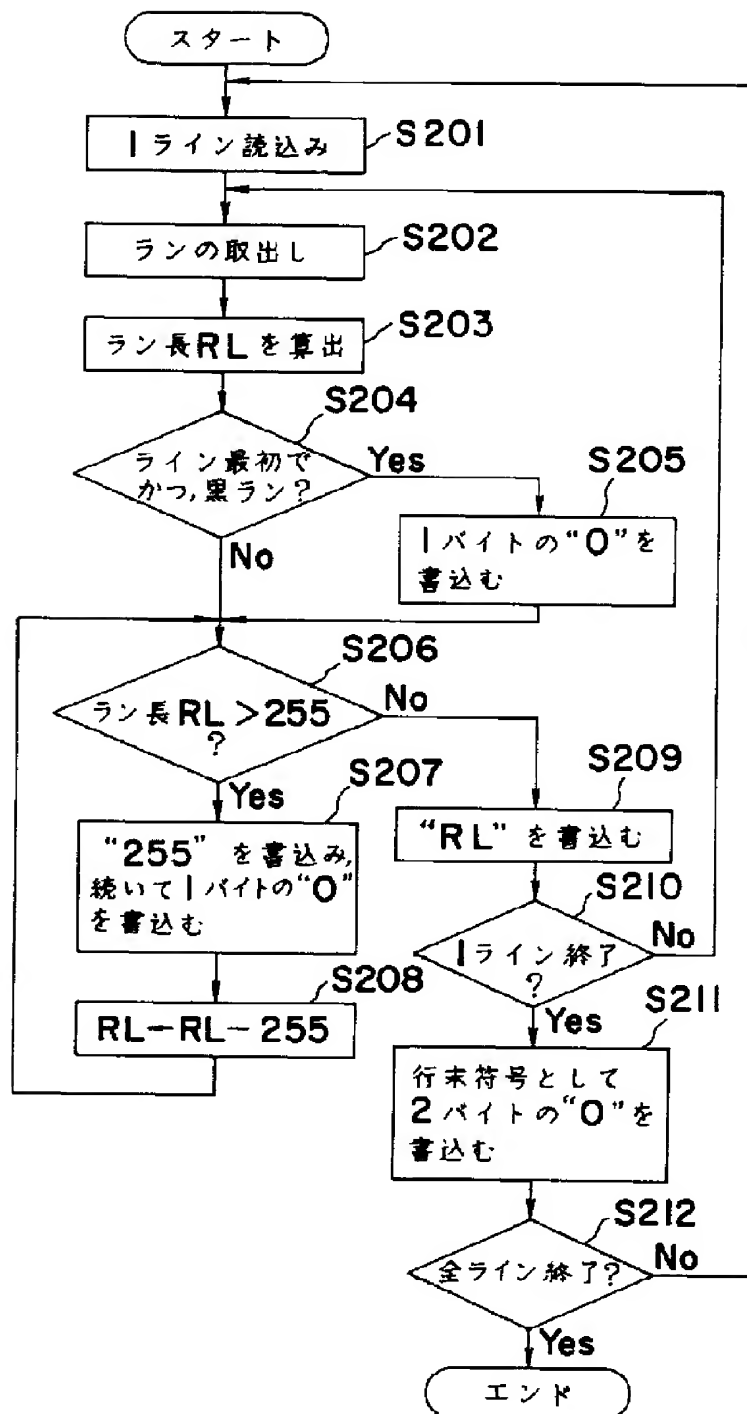 スタート
1ライン読込み
S201
ランの取出し
S202
ラン長RLを算出
S203
S204
ライン最初で
かつ,黒ラン?
Yes
No
S205
1バイトの“0”を
書込む
S206
ラン長RL>255
?
No
Yes
S207
“255”を書込み,
続いて1バイトの“0”
を書込む
S208
RL←RL-255
S209
“RL”を書込む
S210
1ライン終了
?
No
Yes
S211
行末符号として
2バイトの“0”を
書込む
S212
全ライン終了?
No
Yes
エンド